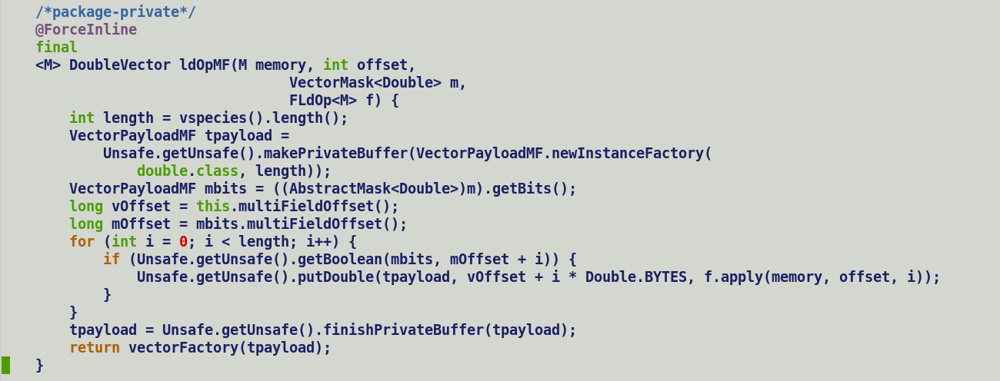 /*package-private*/
@ForceInline
final
<M> DoubleVector ldOpMF(M memory, int offset,
VectorMask<Double> m,
FLdOp<M> f) {
int length = vspecies().length();
VectorPayloadMF tpayload =
Unsafe.getUnsafe().makePrivateBuffer(VectorPayloadMF.newInstanceFactory(
double.class, length));
VectorPayloadMF mbits = ((AbstractMask<Double>)m).getBits();
long vOffset = this.multiFieldOffset();
long mOffset = mbits.multiFieldOffset();
for (int i = 0; i < length; i++) {
if (Unsafe.getUnsafe().getBoolean(mbits, mOffset + i)) {
Unsafe.getUnsafe().putDouble(tpayload, vOffset + i * Double.BYTES, f.apply(memory, offset, i));
}
}
tpayload = Unsafe.getUnsafe().finishPrivateBuffer(tpayload);
return vectorFactory(tpayload);
}